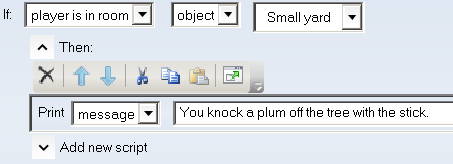 If: player is in room object Small yard
Then:
Print message You knock a plum off the tree with the stick.
Add new script